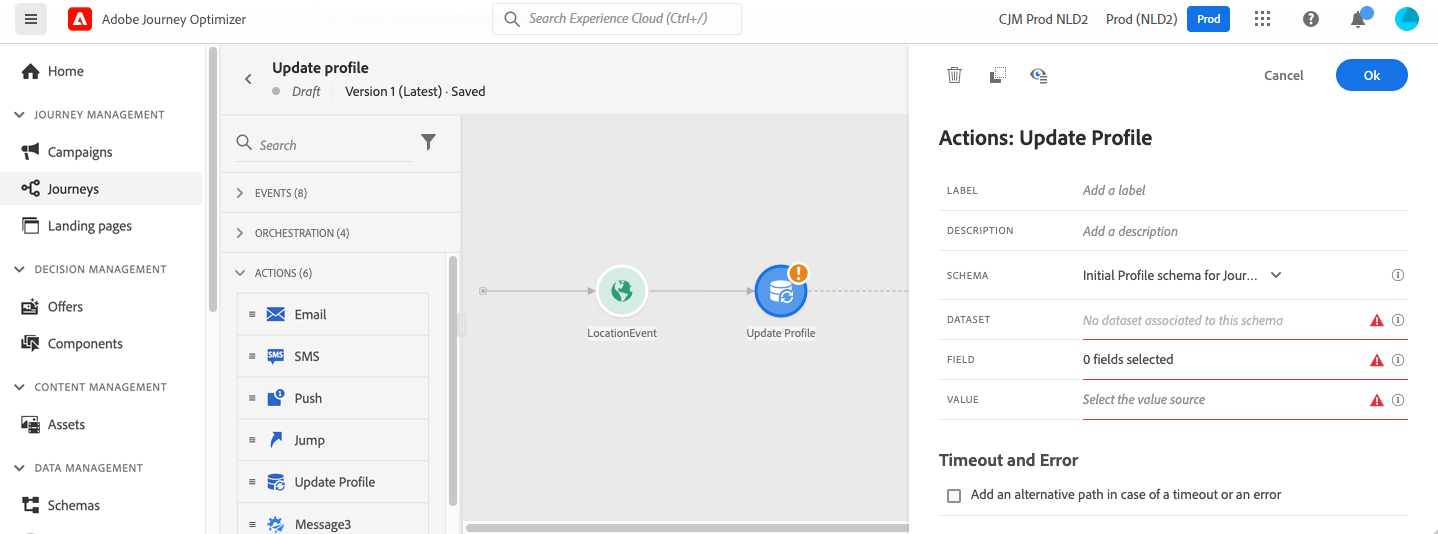 Adobe Journey Optimizer
Search Experience Cloud (Ctrl+/)
CJM Prod NLD2
Prod (NLD2)
Prod
Home
JOURNEY MANAGEMENT
Campaigns
Journeys
Landing pages
DECISION MANAGEMENT
Offers
Components
CONTENT MANAGEMENT
Assets
DATA MANAGEMENT
Schemas
Update profile
Draft
Version 1 (Latest) · Saved
Search
EVENTS (8)
ORCHESTRATION (4)
ACTIONS (6)
Email
SMS
SMS
Push
Jump
Update Profile
Message3
LocationEvent
Update Profile
Cancel
Ok
Actions: Update Profile
LABEL
Add a label
DESCRIPTION
Add a description
SCHEMA
Initial Profile schema for Jour...
DATASET
No dataset associated to this schema
FIELD
0 fields selected
VALUE
Select the value source
Timeout and Error
Add an alternative path in case of a timeout or an error